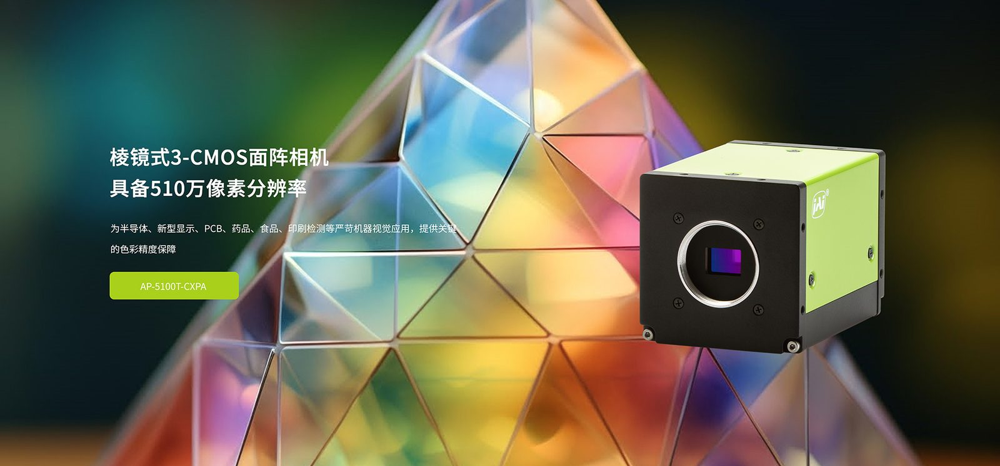 棱镜式3-CMOS面阵相机
具备510万像素分辨率
为半导体、新型显示、PCB、药品、食品、印刷检测等严苛机器视觉应用，提供关键
的色彩精度保障
AP-5100T-CXPA
JAi®